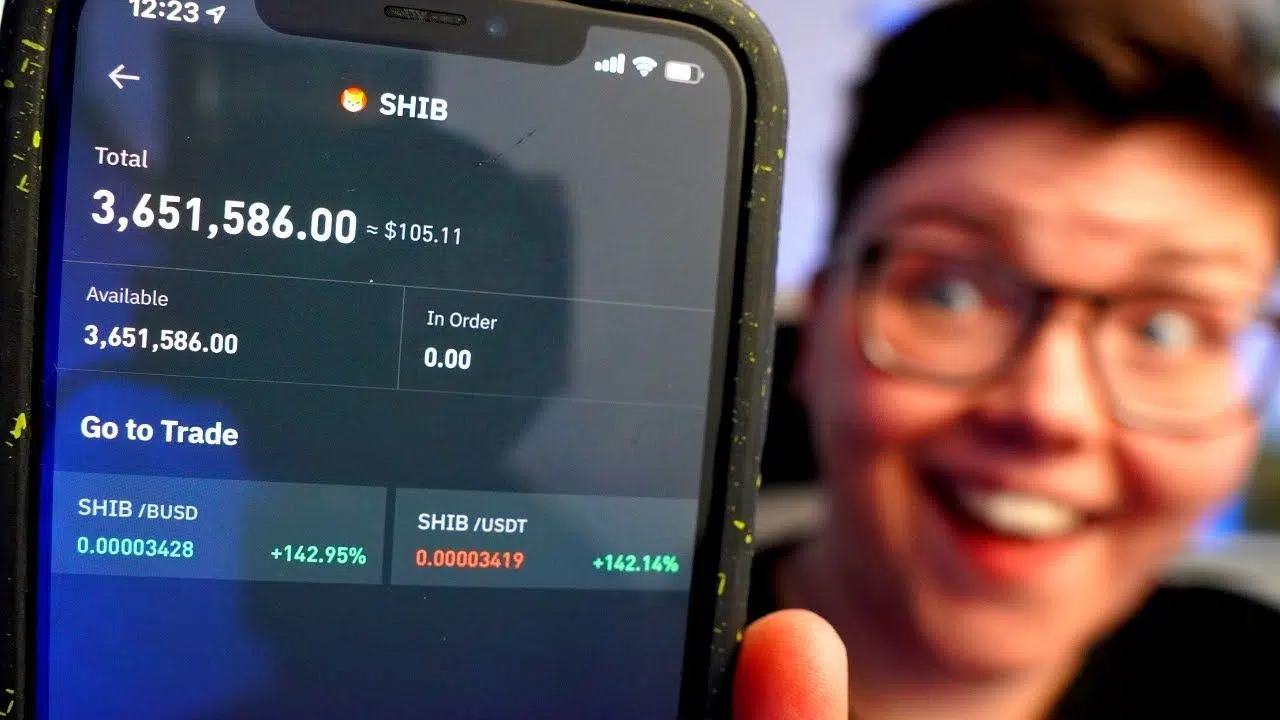 12:23
SHIB
Total
3,651,586.00 ≈ $105.11
Available
3,651,586.00
In Order
0.00
Go to Trade
SHIB /BUSD
0.00003428 +142.95%
SHIB /USDT
0.00003419 +142.14%